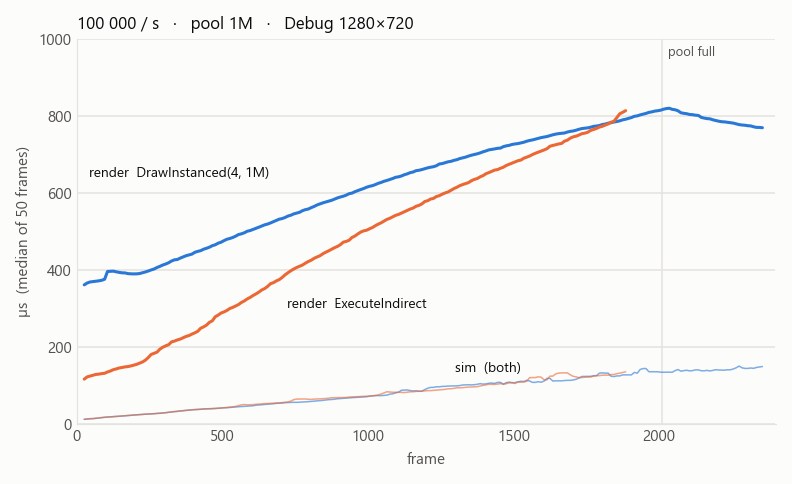 100 000 / s · pool 1M · Debug 1280×720
1000
pool full
800
render DrawInstanced(4, 1M)
600
µs (median of 50 frames)
400
render ExecuteIndirect
200
sim (both)
0
0 500 1000 1500 2000
frame